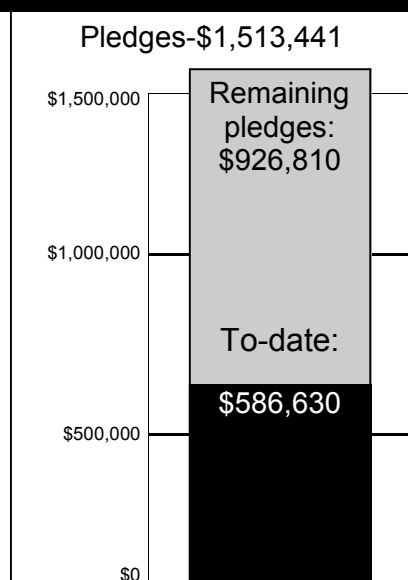 Pledges-$1,513,441
$1,500,000
Remaining
pledges:
$926,810
$1,000,000
To-date:
$586,630
$500,000
$0